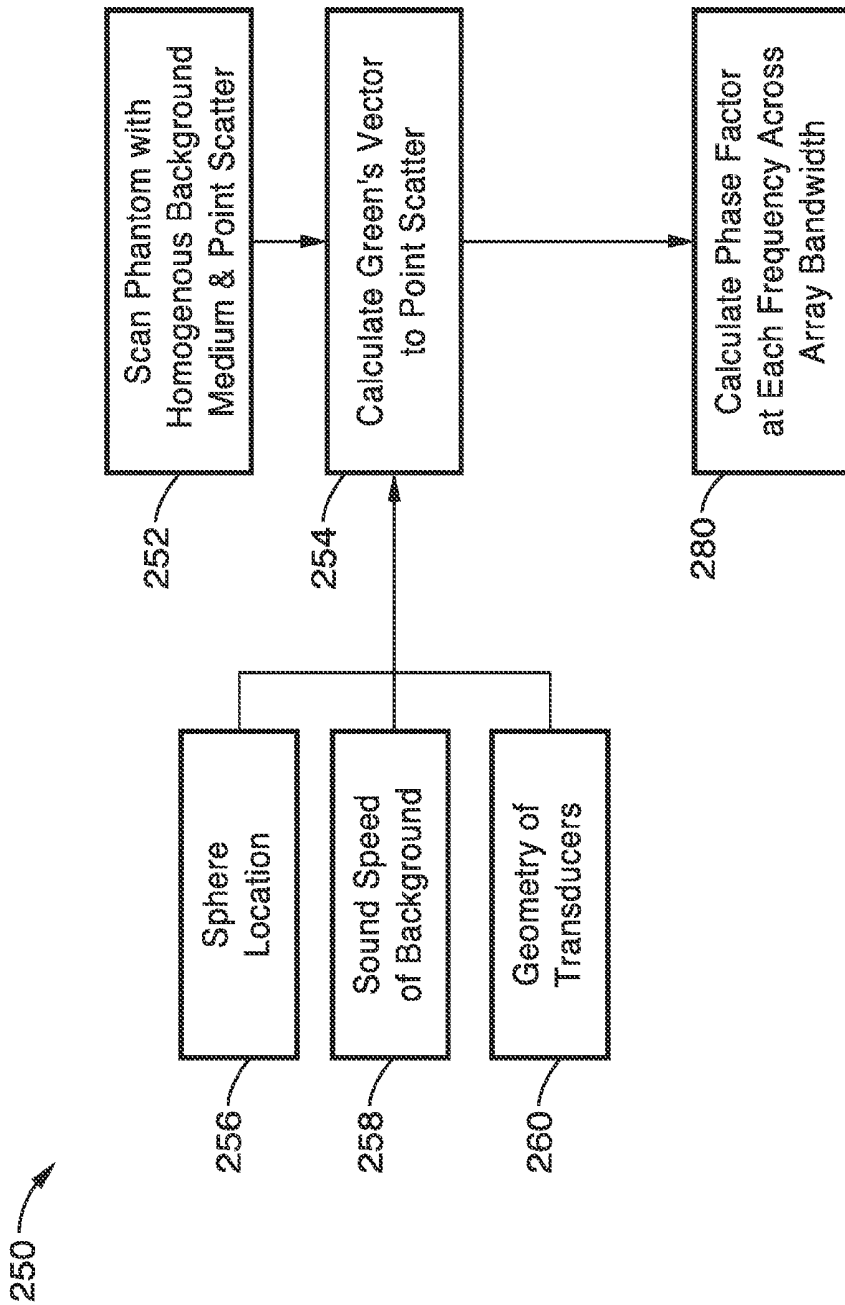 250
252
Scan Phantom with
Homogenous Background
Medium & Point Scatter
254
Calculate Green's Vector
to Point Scatter
256
Sphere
Location
258
Sound Speed
of Background
260
Geometry of
Transducers
280
Calculate Phase Factor
at Each Frequency Across
Array Bandwidth